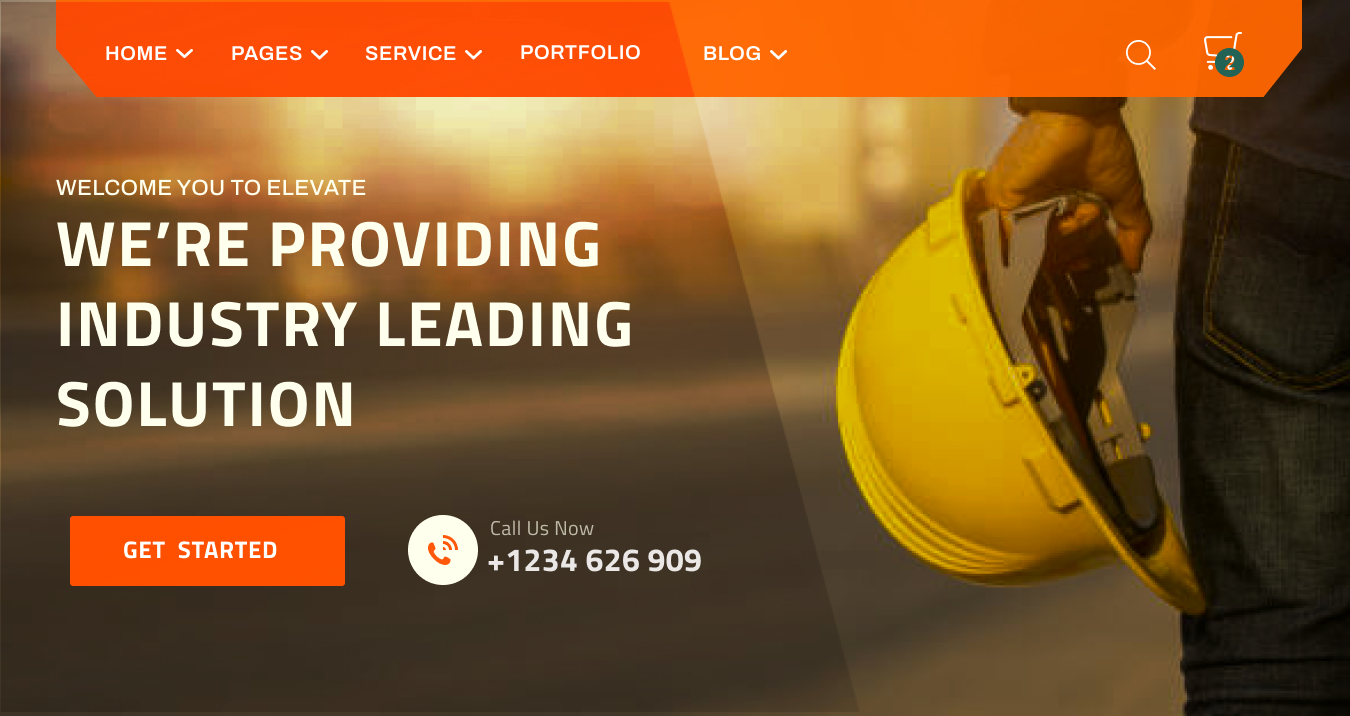 HOME PAGES SERVICE PORTFOLIO BLOG
2
WELCOME YOU TO ELEVATE
WE’RE PROVIDING
INDUSTRY LEADING
SOLUTION
GET STARTED
Call Us Now
+1234 626 909